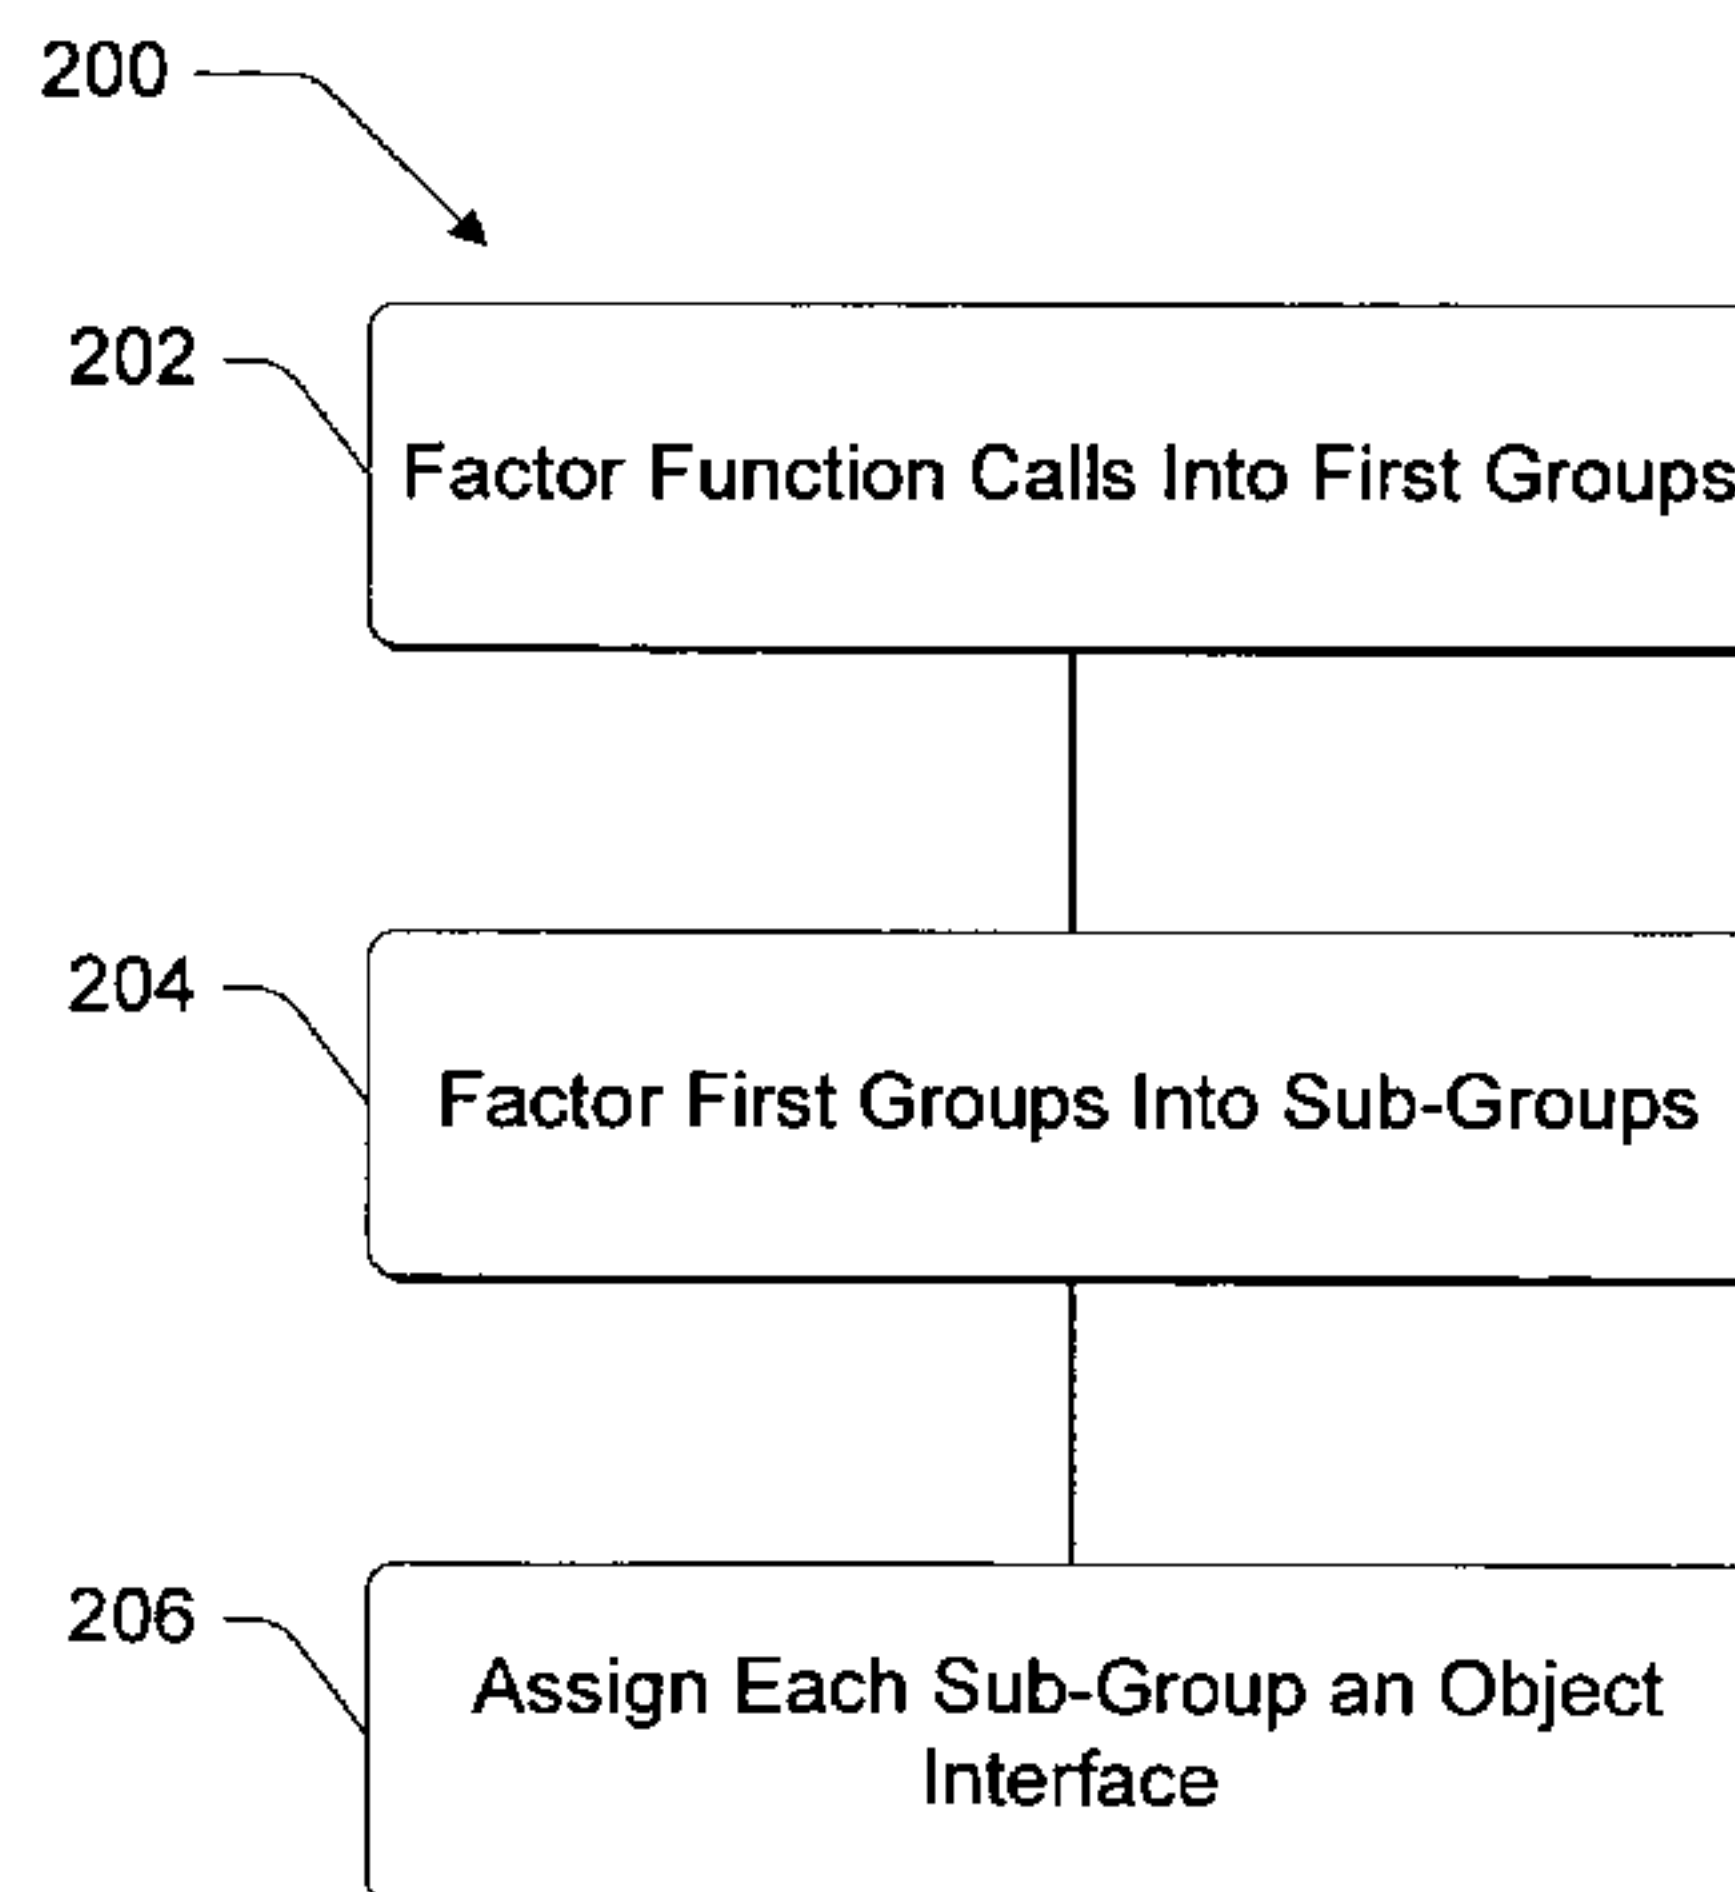 200
202
Factor Function Calls Into First Groups
204
Factor First Groups Into Sub-Groups
206
Assign Each Sub-Group an Object
Interface